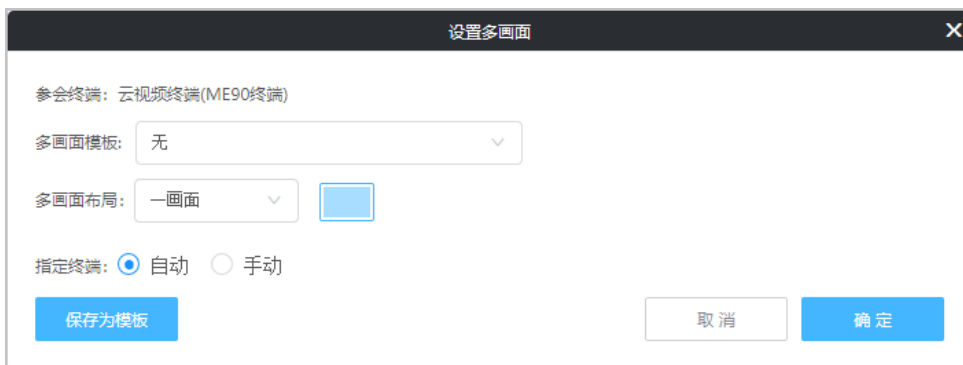 设置多画面
参会终端：云视频终端(ME90终端)
多画面模板: 无
多画面布局: 一画面
指定终端: 自动 手动
保存为模板 取消 确定